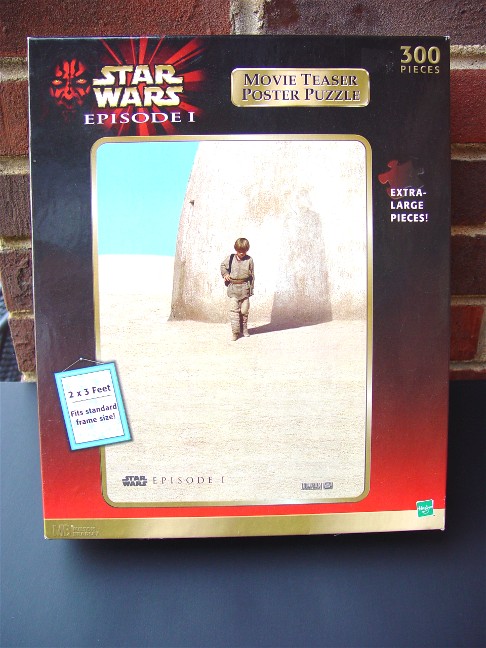 STAR
WARS
EPISODE I
MOVIE TEASER
POSTER PUZZLE
300
PIECES
EXTRA-
LARGE
PIECES!
2 x 3 Feet
Fits standard
frame size!
STAR
WARS
EPISODE I
Hasbro